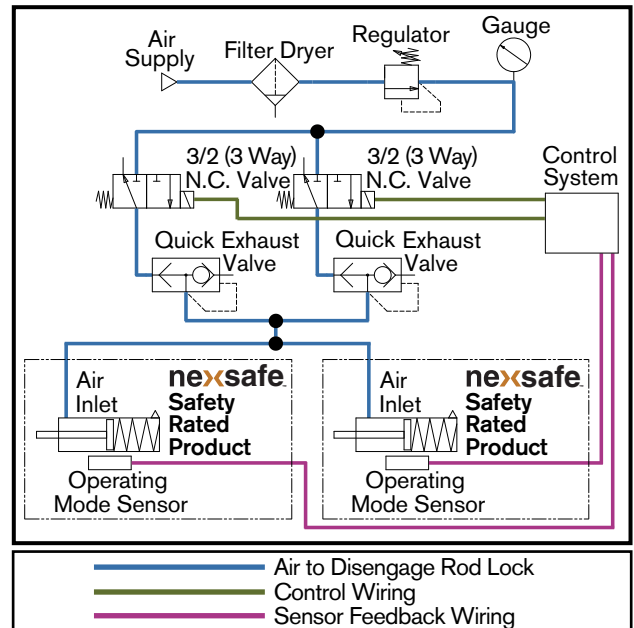 Air
Supply
Filter Dryer
Regulator
Gauge
3/2 (3 Way)
N.C. Valve
3/2 (3 Way)
N.C. Valve
Control
System
Quick Exhaust
Valve
Quick Exhaust
Valve
Air
Inlet
nexsafe™
Safety
Rated
Product
Operating
Mode Sensor
Air
Inlet
nexsafe™
Safety
Rated
Product
Operating
Mode Sensor
Air to Disengage Rod Lock
Control Wiring
Sensor Feedback Wiring